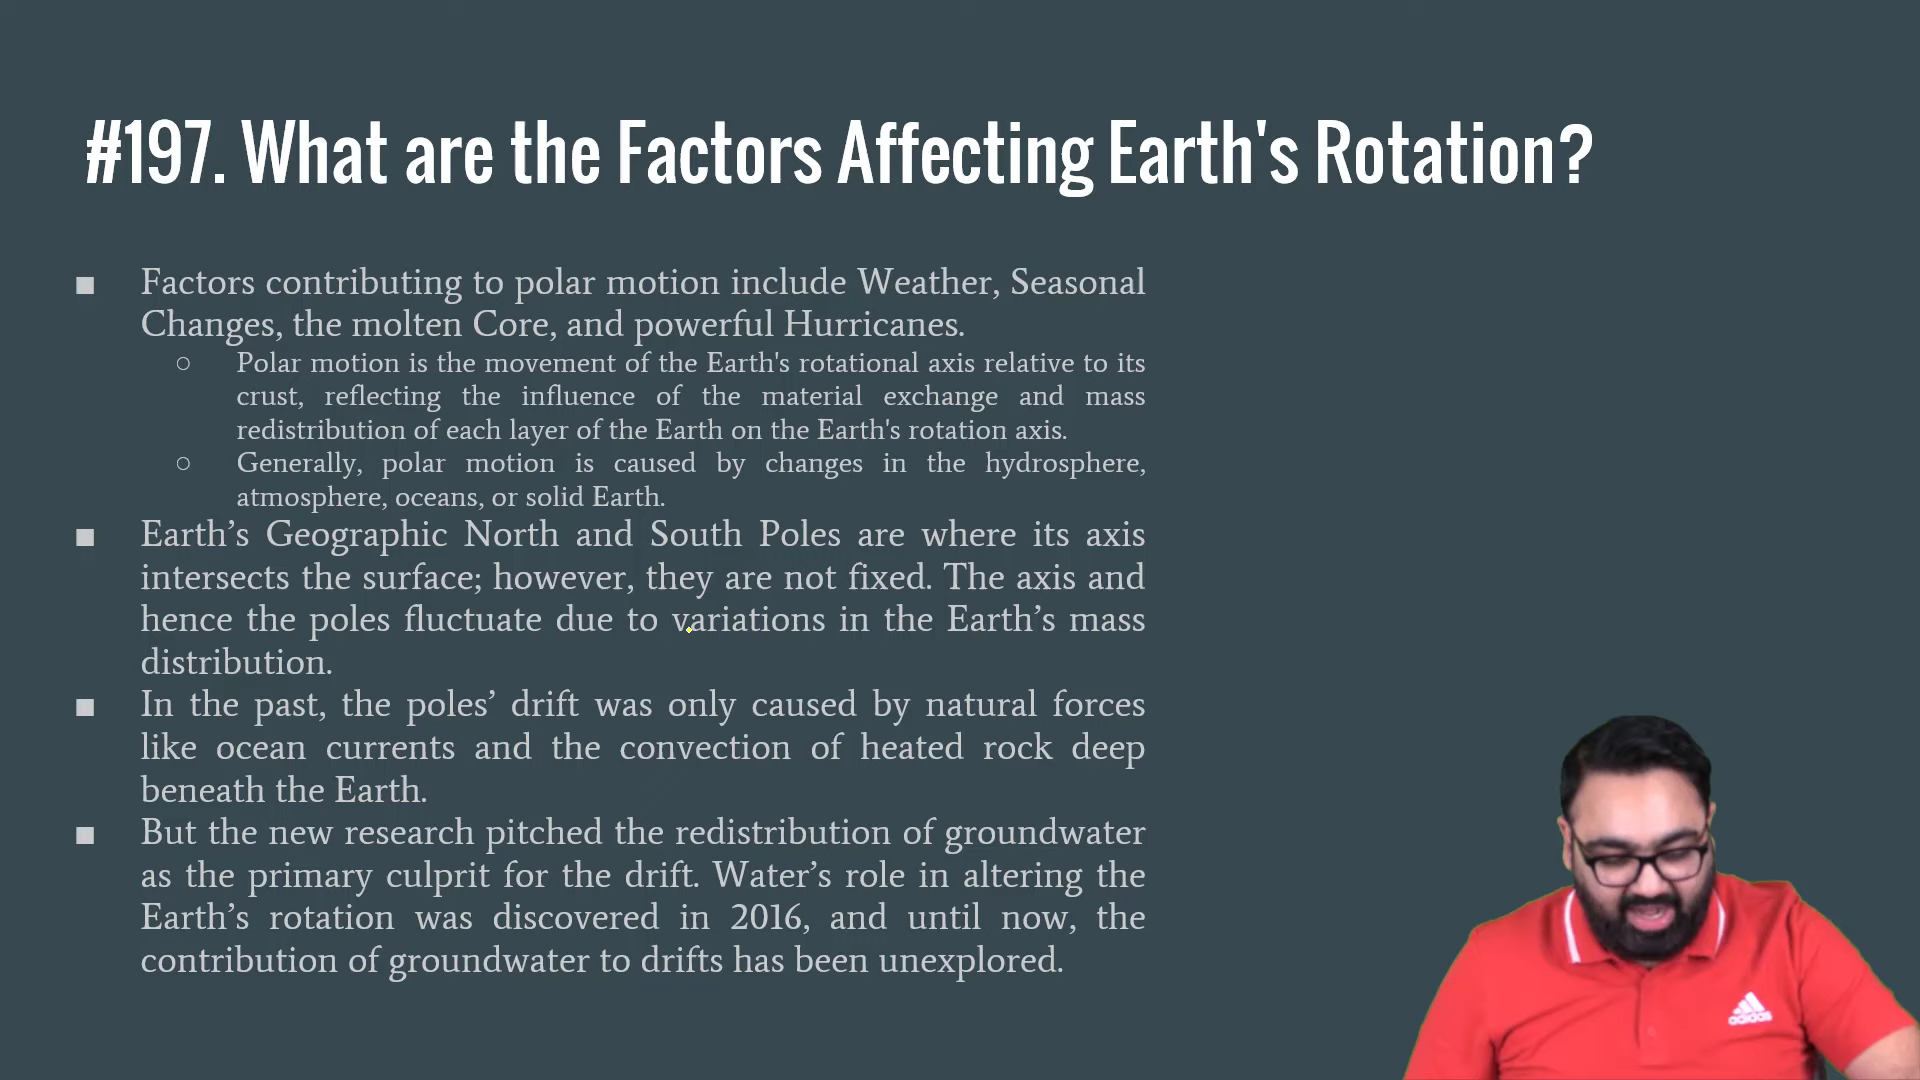 #197. What are the Factors Affecting Earth's Rotation?
■ Factors contributing to polar motion include Weather, Seasonal
Changes, the molten Core, and powerful Hurricanes.
○ Polar motion is the movement of the Earth's rotational axis relative to its
crust, reflecting the influence of the material exchange and mass
redistribution of each layer of the Earth on the Earth's rotation axis.
○ Generally, polar motion is caused by changes in the hydrosphere,
atmosphere, oceans, or solid Earth.
■ Earth’s Geographic North and South Poles are where its axis
intersects the surface; however, they are not fixed. The axis and
hence the poles fluctuate due to variations in the Earth’s mass
distribution.
■ In the past, the poles’ drift was only caused by natural forces
like ocean currents and the convection of heated rock deep
beneath the Earth.
■ But the new research pitched the redistribution of groundwater
as the primary culprit for the drift. Water’s role in altering the
Earth’s rotation was discovered in 2016, and until now, the
contribution of groundwater to drifts has been unexplored.
adidas